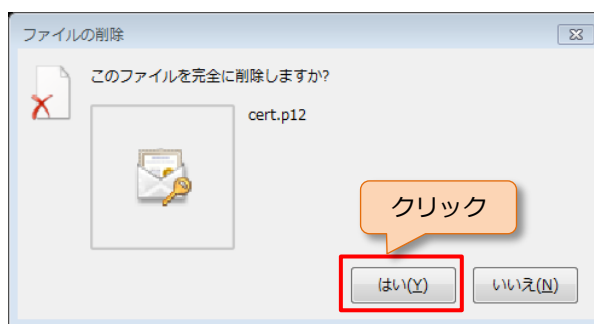 ファイルの削除
このファイルを完全に削除しますか?
cert.p12
クリック
はい(Y)
いいえ(N)